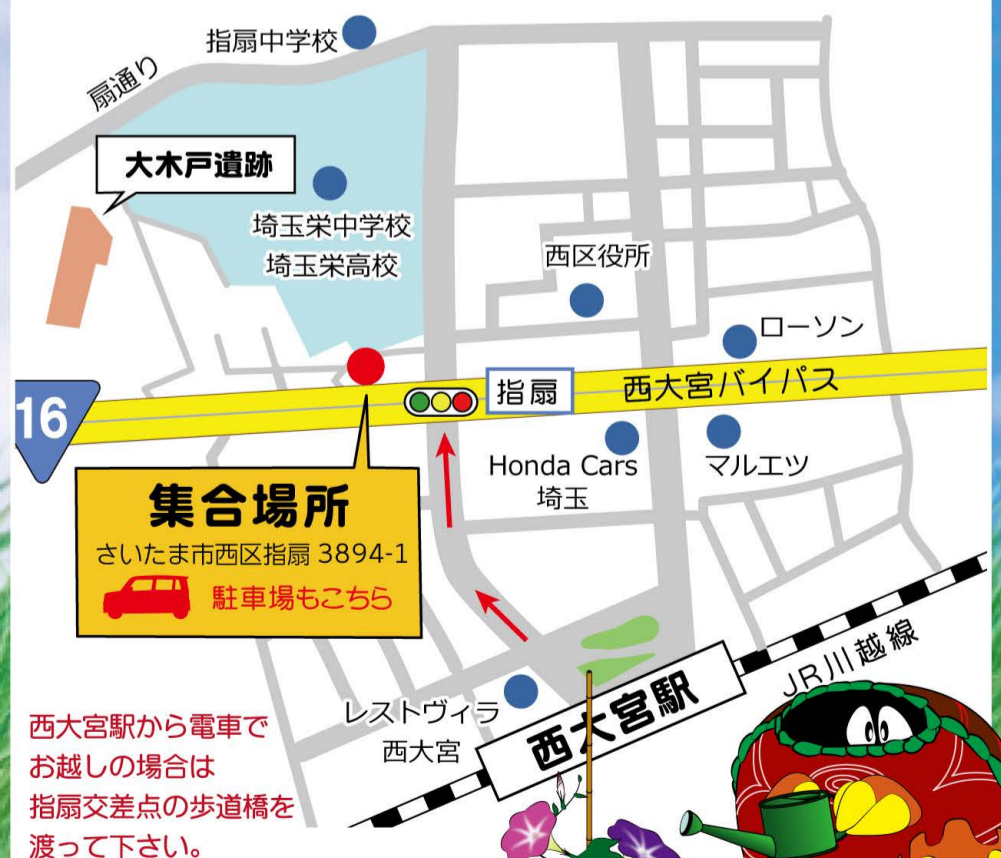 指扇中学校
扇通り
大木戸遺跡
埼玉栄中学校
埼玉栄高校
西区役所
ローソン
16
指扇
西大宮バイパス
Honda Cars
埼玉
マルエツ
集合場所
さいたま市西区指扇 3894-1
駐車場もこちら
JR川越線
西大宮駅
レストヴィラ
西大宮
西大宮駅から電車で
お越しの場合は
指扇交差点の歩道橋を
渡って下さい。